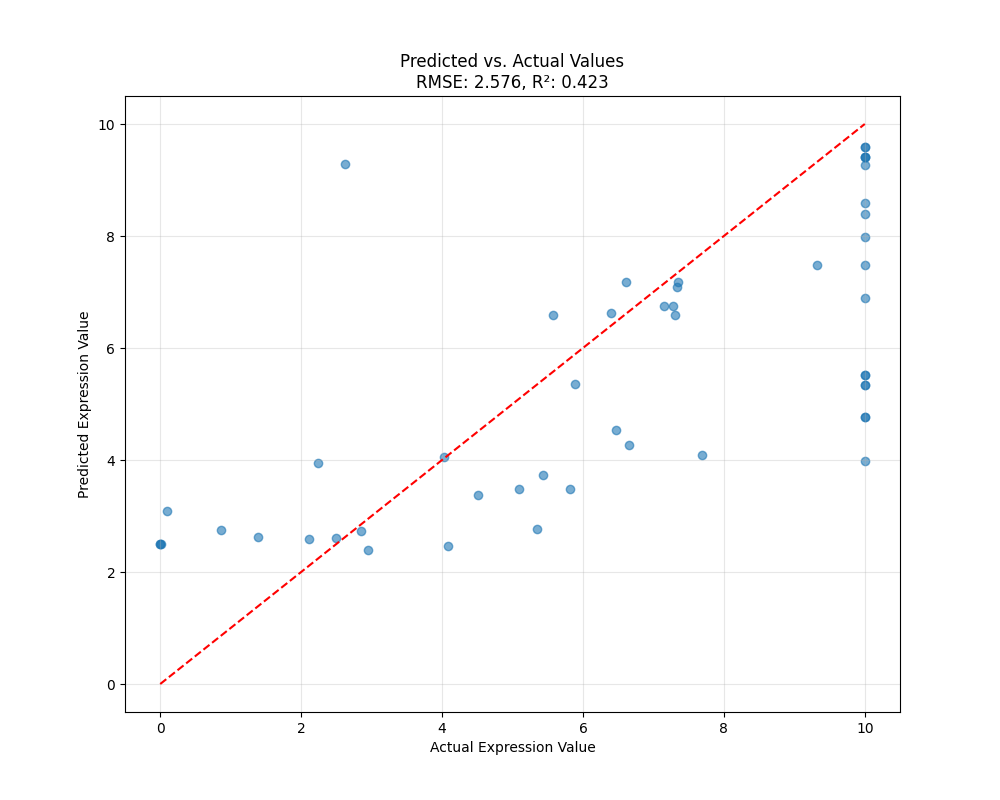 Predicted vs. Actual Values
RMSE: 2.576, R²: 0.423
10
8
6
4
2
0
Predicted Expression Value
0 2 4 6 8 10
Actual Expression Value